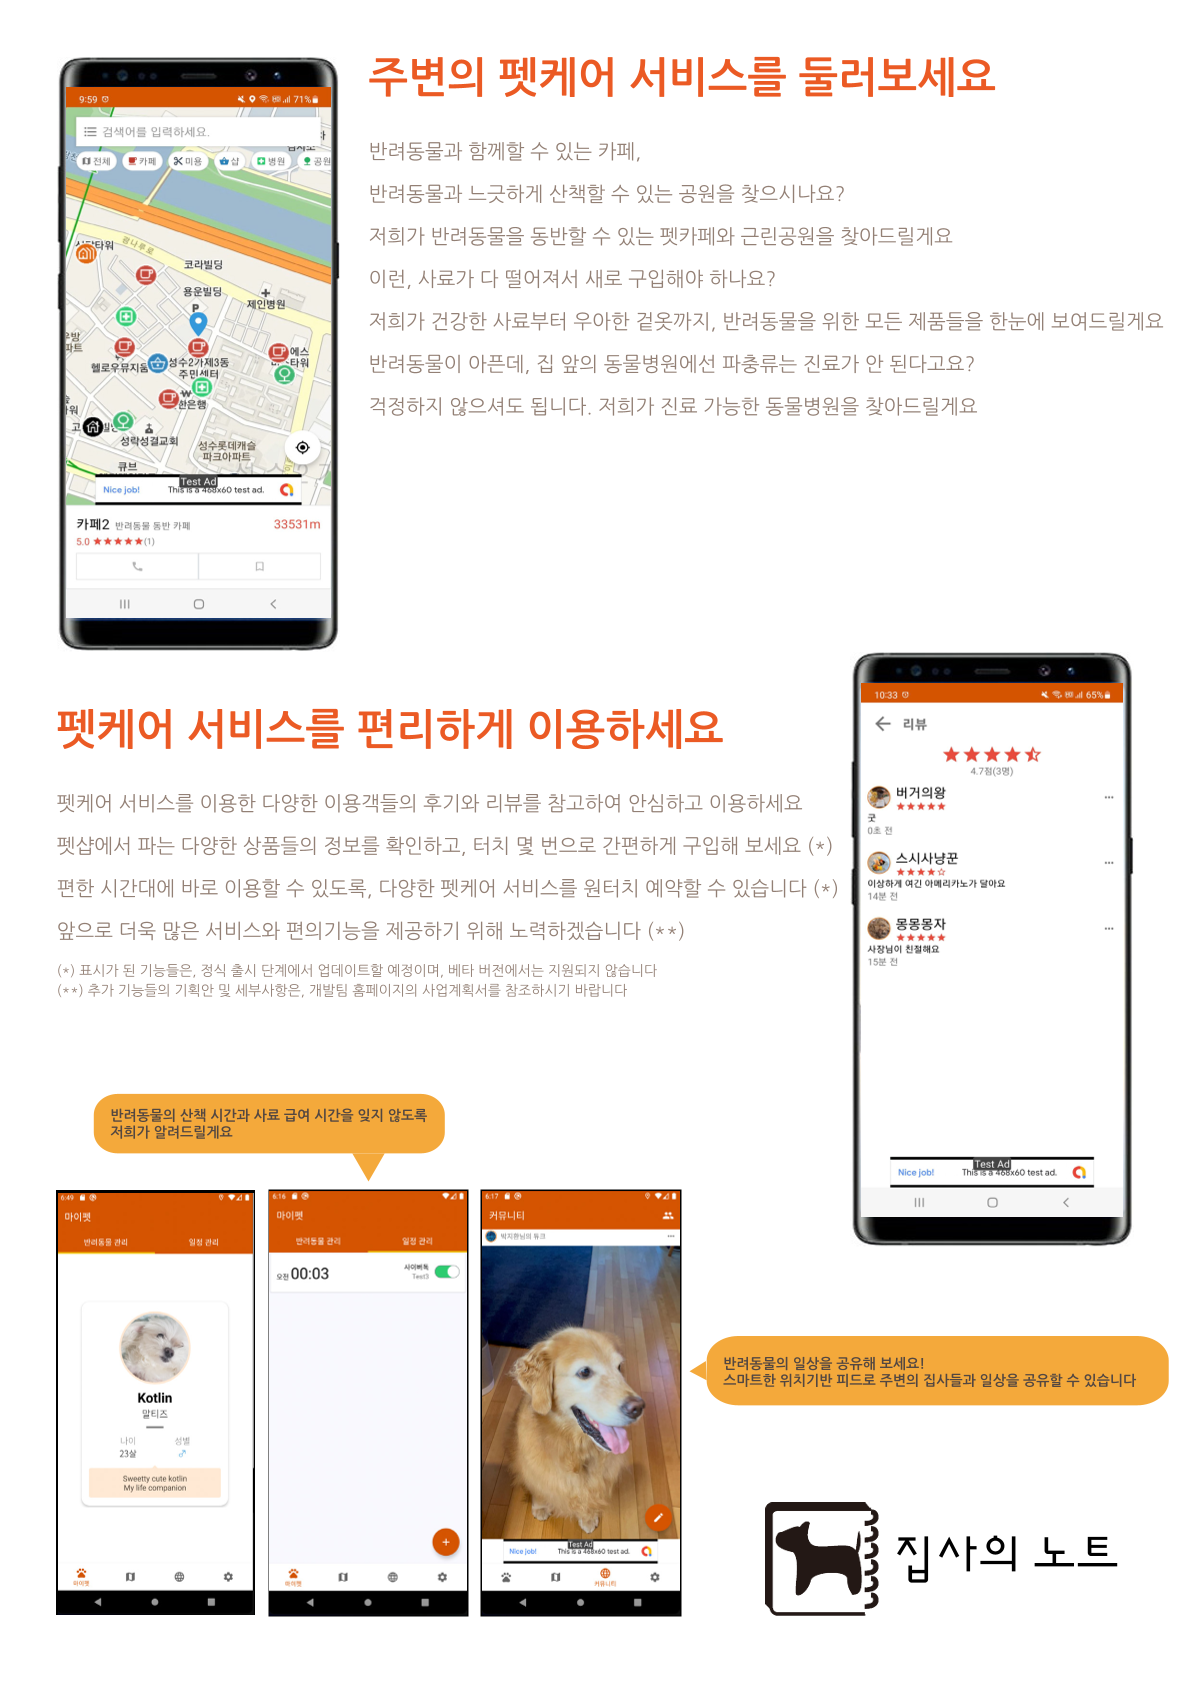 주변의 펫케어 서비스를 둘러보세요
반려동물과 함께할 수 있는 카페,
반려동물과 느긋하게 산책할 수 있는 공원을 찾으시나요?
저희가 반려동물을 동반할 수 있는 펫카페와 근린공원을 찾아드릴게요
이런, 사료가 다 떨어져서 새로 구입해야 하나요?
저희가 건강한 사료부터 우아한 겉옷까지, 반려동물을 위한 모든 제품들을 한눈에 보여드릴게요
반려동물이 아픈데, 집 앞의 동물병원에선 파충류는 진료가 안 된다고요?
걱정하지 않으셔도 됩니다. 저희가 진료 가능한 동물병원을 찾아드릴게요
9:59
71%
검색어를 입력하세요.
전체 카페 미용 샵 병원 공원
광나루로
코라빌딩
용운빌딩
제인병원
P
에스
타워
헬로우뮤지움
성수2가제3동
주민센터
한은행
성락성결교회
성수롯데캐슬
파크아파트
큐브
Test Ad
Nice job! This is a 468x60 test ad.
카페2 반려동물 동반 카페 33531m
5.0 ★★★★★(1)
펫케어 서비스를 편리하게 이용하세요
펫케어 서비스를 이용한 다양한 이용객들의 후기와 리뷰를 참고하여 안심하고 이용하세요
펫샵에서 파는 다양한 상품들의 정보를 확인하고, 터치 몇 번으로 간편하게 구입해 보세요 (*)
편한 시간대에 바로 이용할 수 있도록, 다양한 펫케어 서비스를 원터치 예약할 수 있습니다 (*)
앞으로 더욱 많은 서비스와 편의기능을 제공하기 위해 노력하겠습니다 (**)
(*) 표시가 된 기능들은, 정식 출시 단계에서 업데이트할 예정이며, 베타 버전에서는 지원되지 않습니다
(**) 추가 기능들의 기획안 및 세부사항은, 개발팀 홈페이지의 사업계획서를 참조하시기 바랍니다
10:33
65%
리뷰
4.7점(3명)
버거의왕
★★★★★
굿
0초 전
스시사냥꾼
★★★★☆
이상하게 여긴 아메리카노가 달아요
14분 전
몽몽몽자
★★★★★
사장님이 친절해요
15분 전
Test Ad
Nice job! This is a 468x60 test ad.
반려동물의 산책 시간과 사료 급여 시간을 잊지 않도록
저희가 알려드릴게요
6:49
마이펫
반려동물 관리 일정 관리
Kotlin
말티즈
나이 성별
23살 ♂
Sweetty cute kotlin
My life companion
마이펫
6:16
마이펫
반려동물 관리 일정 관리
오전 00:03
사이버독
Test3
마이펫
6:17
커뮤니티
박지환님의 듀크
Test Ad
Nice job! This is a 468x60 test ad.
커뮤니티
반려동물의 일상을 공유해 보세요!
스마트한 위치기반 피드로 주변의 집사들과 일상을 공유할 수 있습니다
집사의 노트